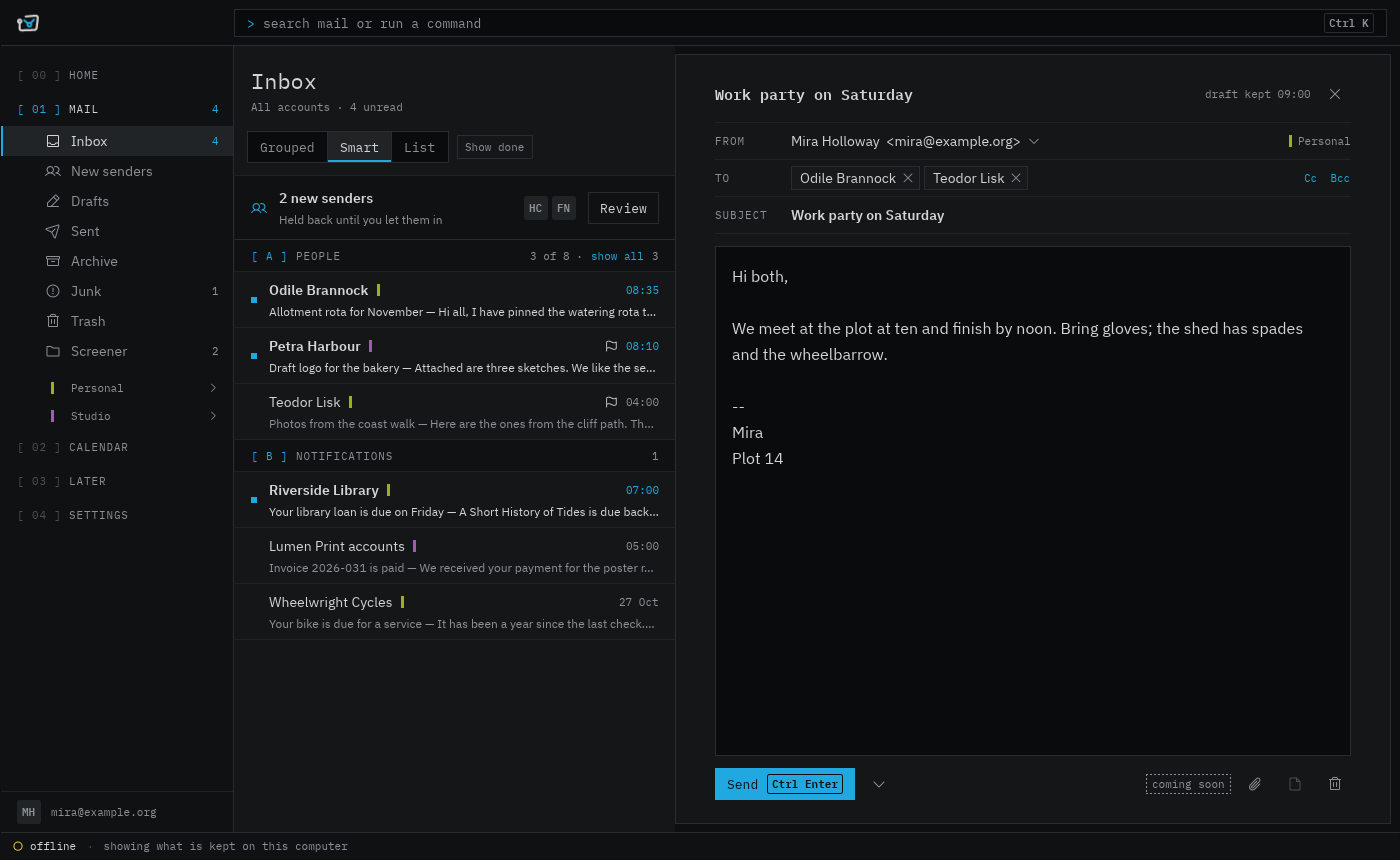 > search mail or run a command
Ctrl K
[ 00 ] HOME
[ 01 ] MAIL 4
Inbox 4
New senders
Drafts
Sent
Archive
Junk 1
Trash
Screener 2
Personal
Studio
[ 02 ] CALENDAR
[ 03 ] LATER
[ 04 ] SETTINGS
MH mira@example.org
Inbox
All accounts · 4 unread
Grouped Smart List Show done
2 new senders
Held back until you let them in
HC FN Review
[ A ] PEOPLE 3 of 8 · show all 3
Odile Brannock 08:35
Allotment rota for November — Hi all, I have pinned the watering rota t…
Petra Harbour 08:10
Draft logo for the bakery — Attached are three sketches. We like the se…
Teodor Lisk 04:00
Photos from the coast walk — Here are the ones from the cliff path. Th…
[ B ] NOTIFICATIONS 1
Riverside Library 07:00
Your library loan is due on Friday — A Short History of Tides is due back…
Lumen Print accounts 05:00
Invoice 2026-031 is paid — We received your payment for the poster r…
Wheelwright Cycles 27 Oct
Your bike is due for a service — It has been a year since the last check.…
Work party on Saturday draft kept 09:00
FROM Mira Holloway <mira@example.org> Personal
TO Odile Brannock Teodor Lisk Cc Bcc
SUBJECT Work party on Saturday
Hi both,
We meet at the plot at ten and finish by noon. Bring gloves; the shed has spades
and the wheelbarrow.
--
Mira
Plot 14
Send Ctrl Enter
coming soon
offline · showing what is kept on this computer